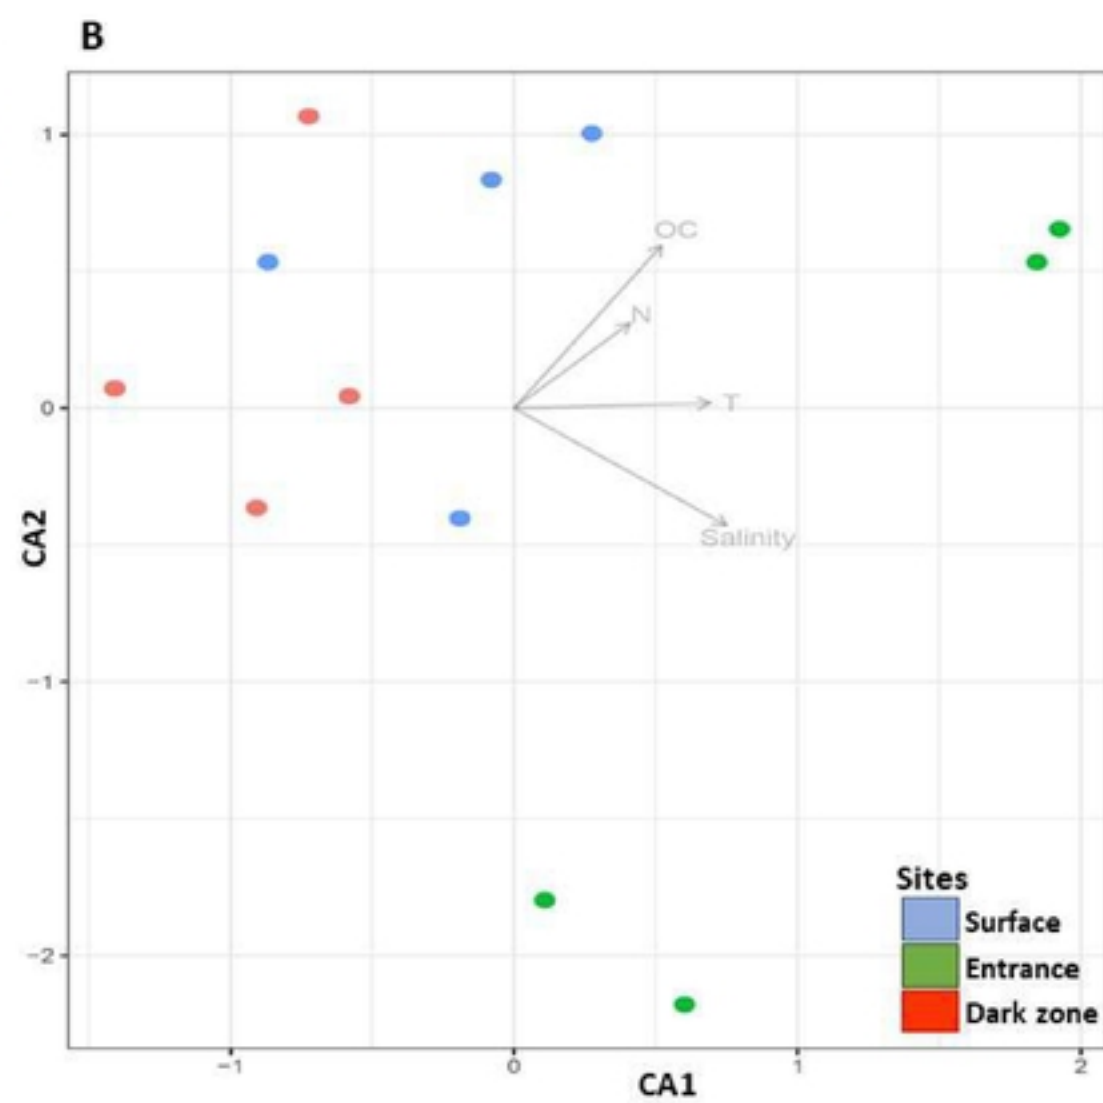 B
1
0
−1
−2
CA2
OC
N
T
Salinity
Sites
Surface
Entrance
Dark zone
−1
0
1
2
CA1